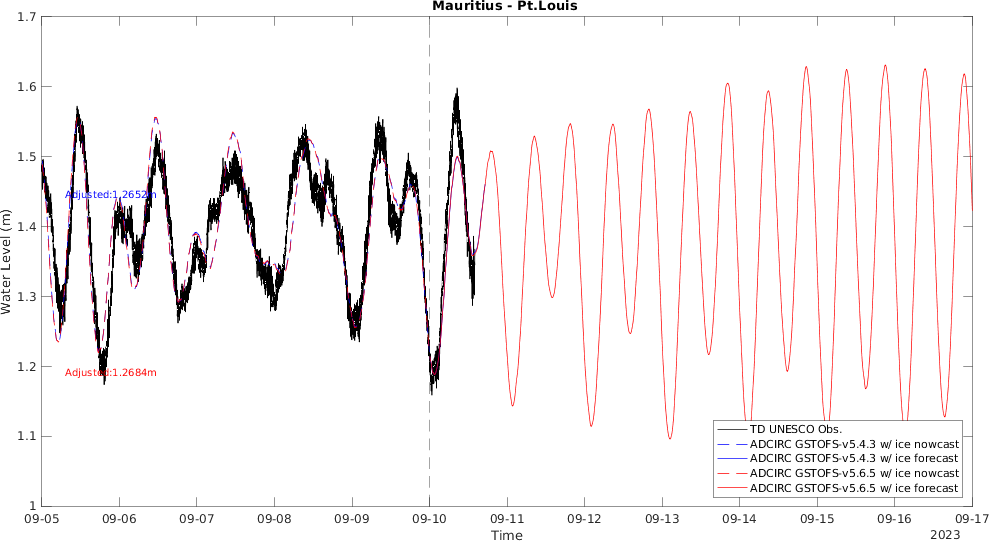 Mauritius - Pt.Louis
1.7
1.6
1.5
1.4
1.3
1.2
1.1
1
Water Level (m)
Adjusted:1.2652m
Adjusted:1.2684m
TD UNESCO Obs.
ADCIRC GSTOFS-v5.4.3 w/ ice nowcast
ADCIRC GSTOFS-v5.4.3 w/ ice forecast
ADCIRC GSTOFS-v5.6.5 w/ ice nowcast
ADCIRC GSTOFS-v5.6.5 w/ ice forecast
09-05 09-06 09-07 09-08 09-09 09-10 09-11 09-12 09-13 09-14 09-15 09-16 09-17
Time
2023